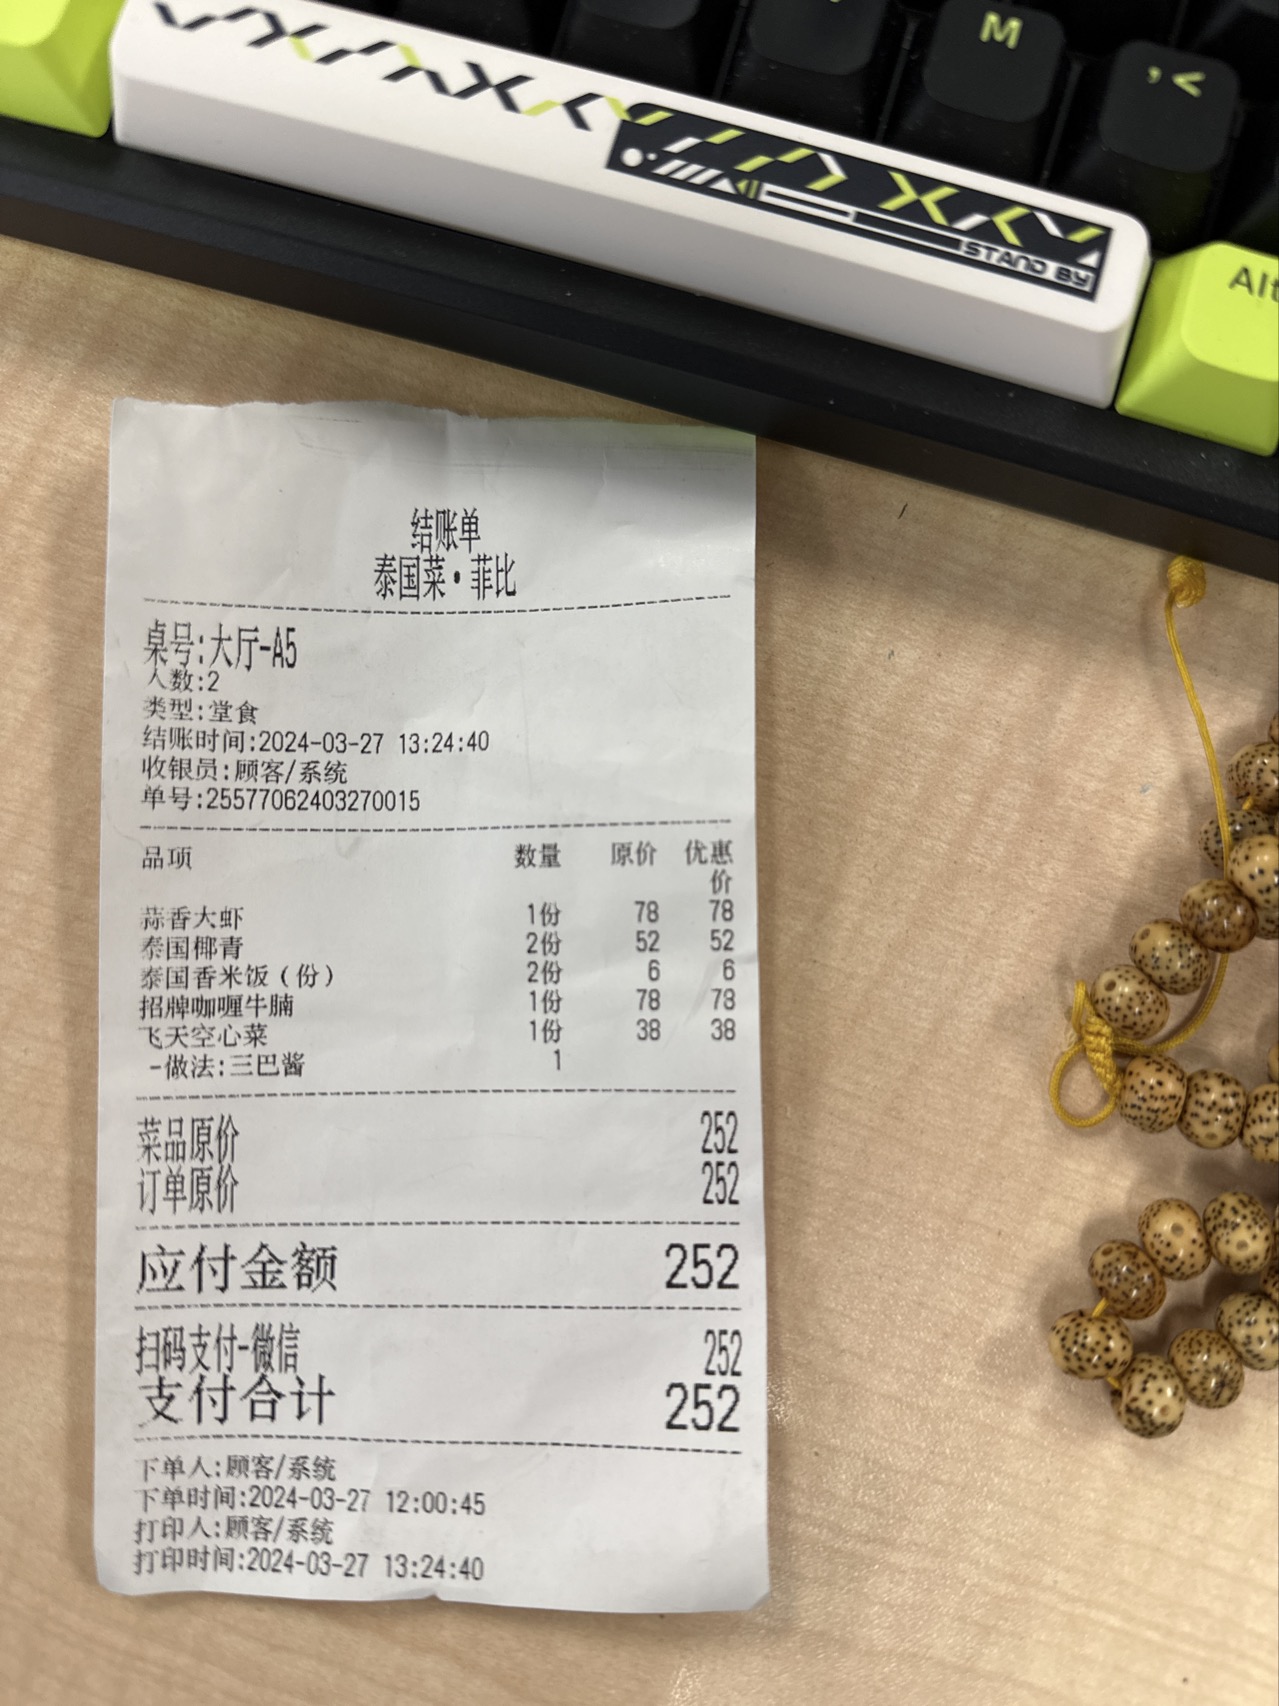 M
, <
STAND BY
Alt
结账单
泰国菜•菲比
桌号:大厅-A5
人数:2
类型:堂食
结账时间:2024-03-27 13:24:40
收银员:顾客/系统
单号:25577062403270015
品项 数量 原价 优惠价
蒜香大虾 1份 78 78
泰国椰青 2份 52 52
泰国香米饭(份) 2份 6 6
招牌咖喱牛腩 1份 78 78
飞天空心菜 1份 38 38
-做法:三巴酱 1
菜品原价 252
订单原价 252
应付金额 252
扫码支付-微信 252
支付合计 252
下单人:顾客/系统
下单时间:2024-03-27 12:00:45
打印人:顾客/系统
打印时间:2024-03-27 13:24:40